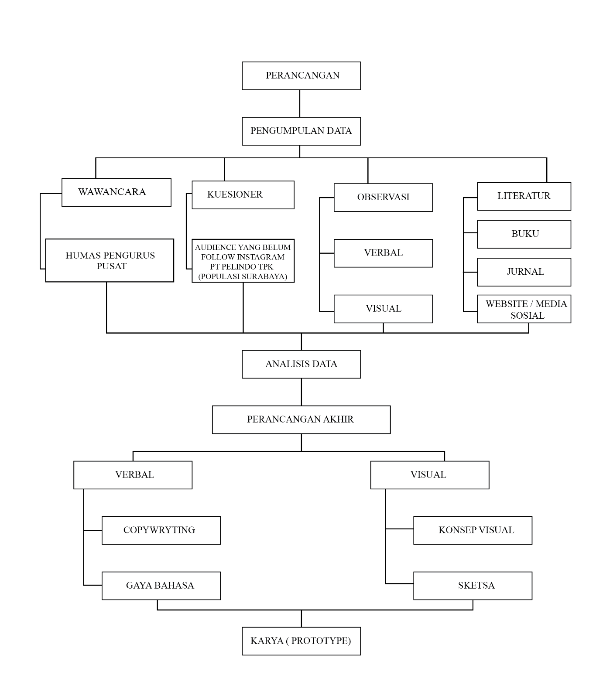 PERANCANGAN
PENGUMPULAN DATA
WAWANCARA
HUMAS PENGURUS
PUSAT
KUESIONER
AUDIENCE YANG BELUM
FOLLOW INSTAGRAM
PT PELINDO TPK
(POPULASI SURABAYA)
OBSERVASI
VERBAL
VISUAL
LITERATUR
BUKU
JURNAL
WEBSITE / MEDIA
SOSIAL
ANALISIS DATA
PERANCANGAN AKHIR
VERBAL
COPYWRYTING
GAYA BAHASA
VISUAL
KONSEP VISUAL
SKETSA
KARYA ( PROTOTYPE)